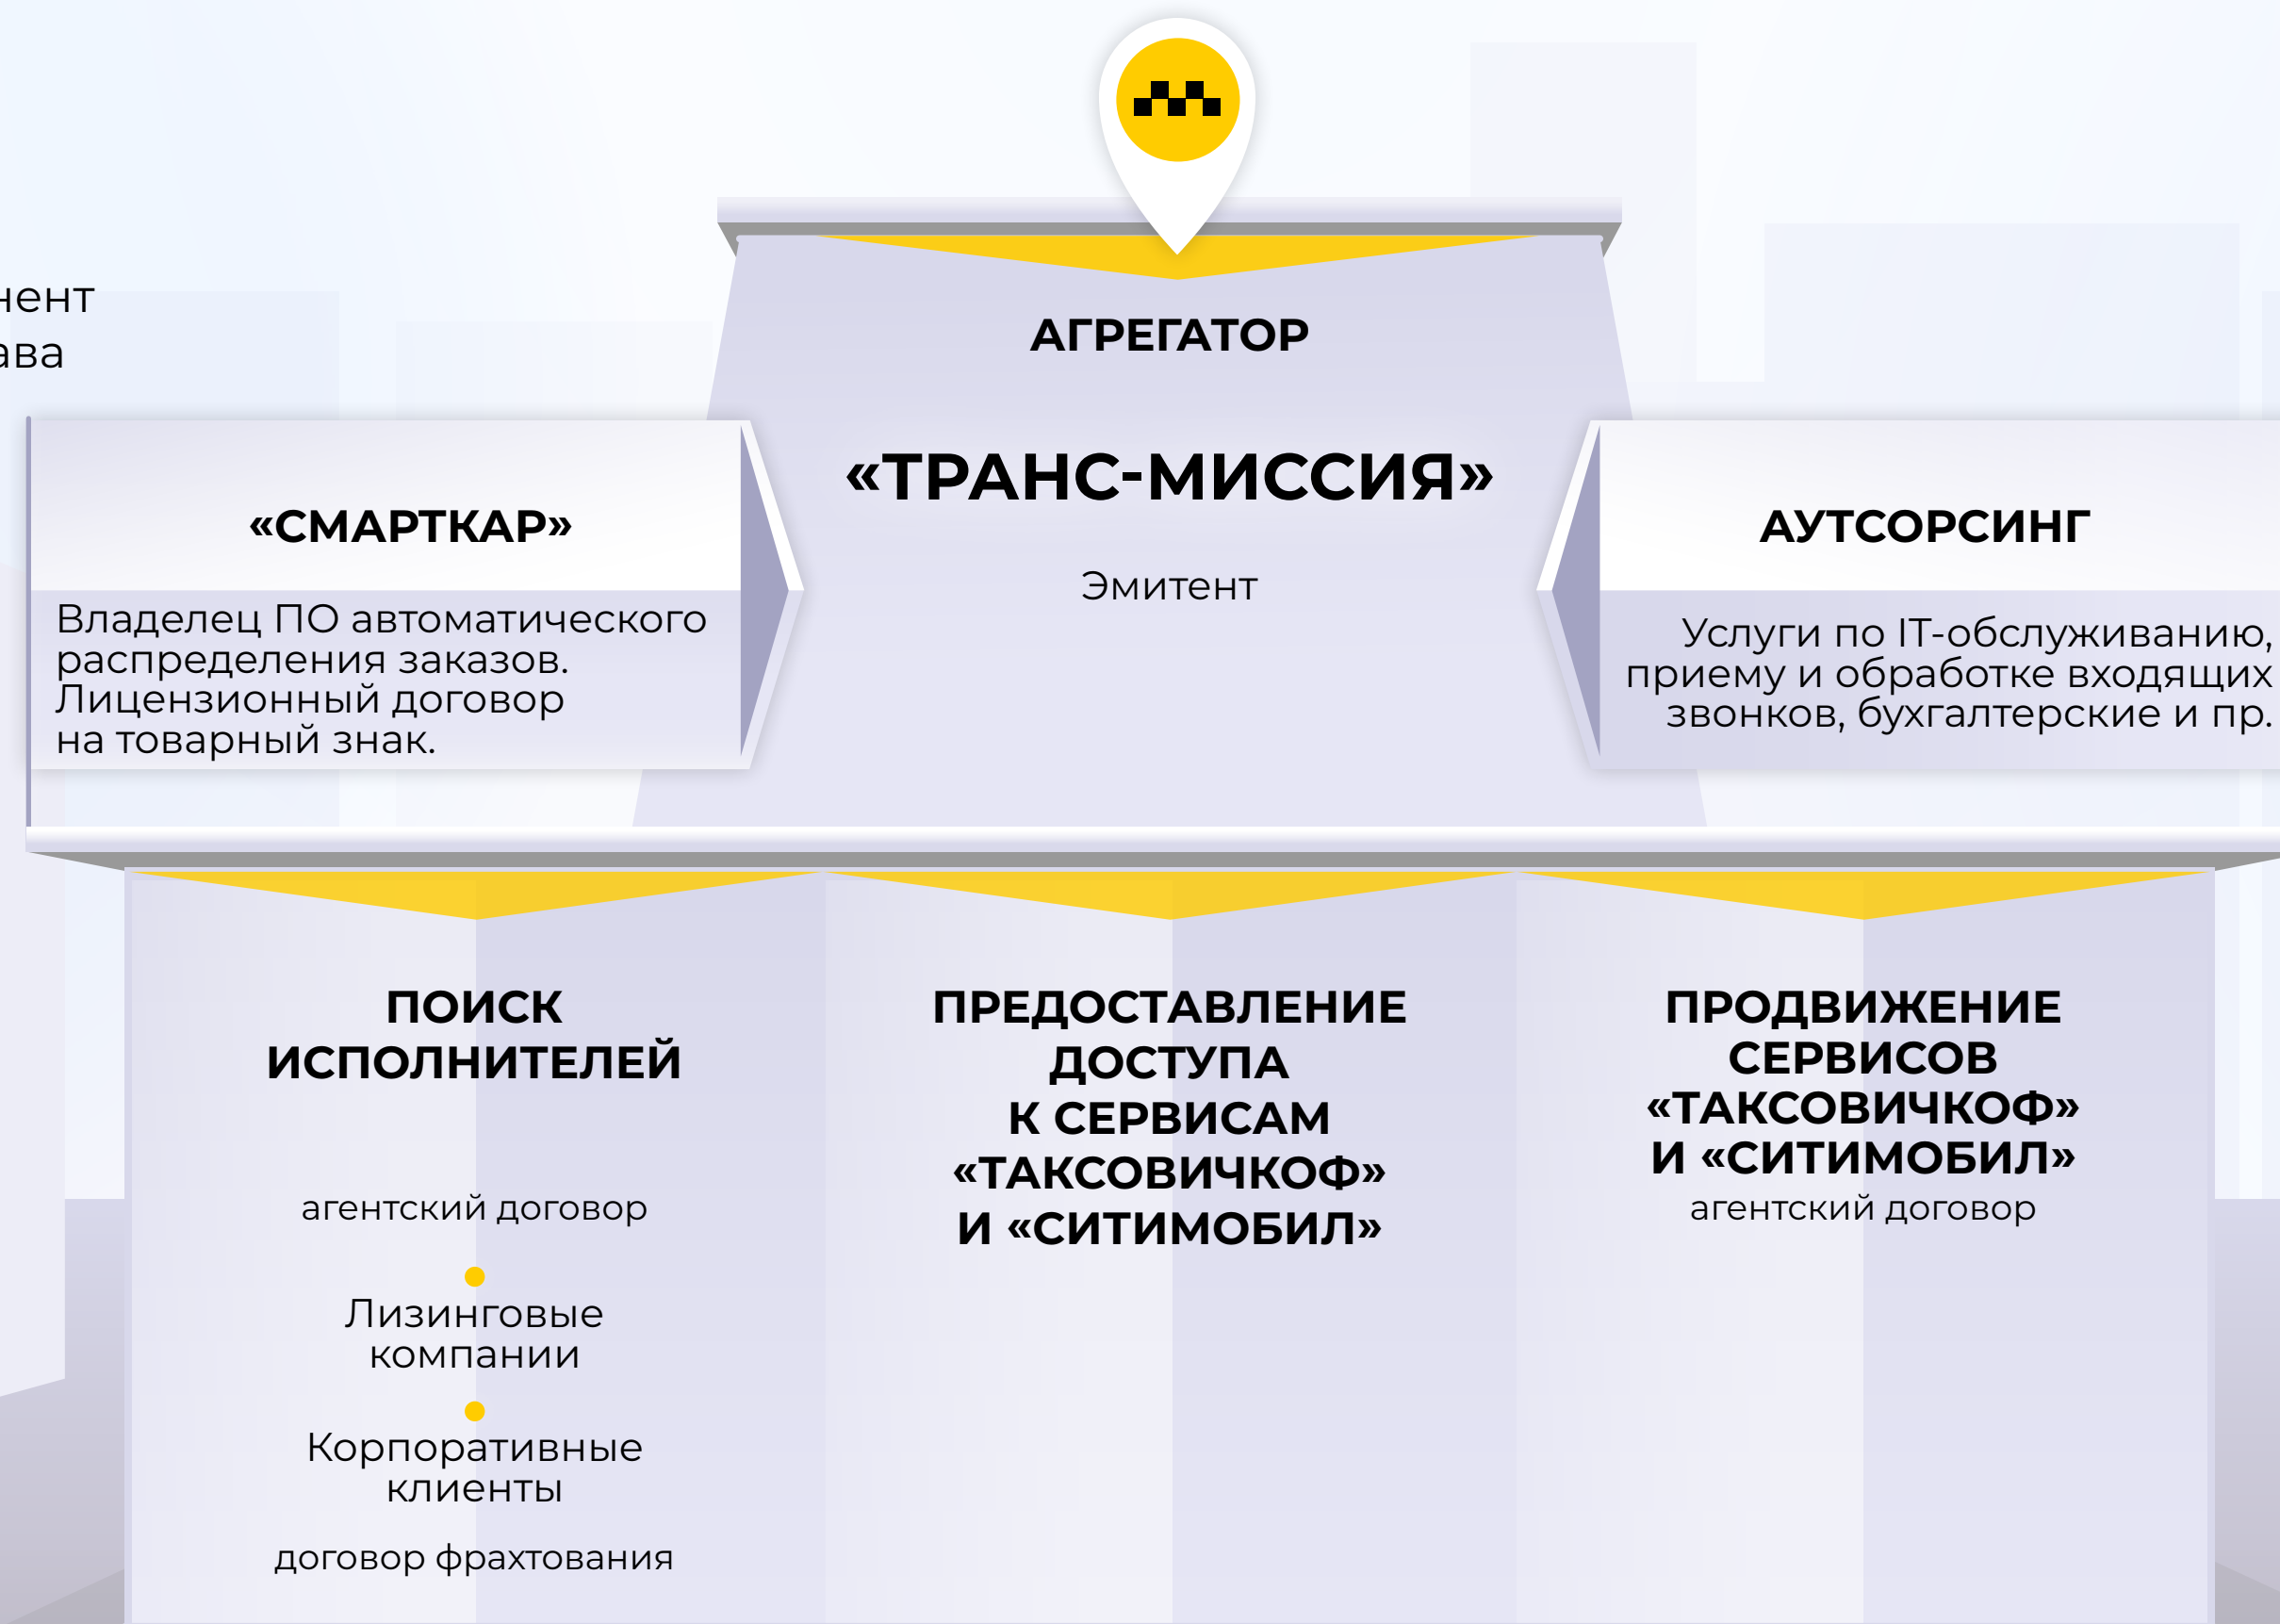 АГРЕГАТОР
«ТРАНС-МИССИЯ»
Эмитент
«СМАРТКАР»
Владелец ПО автоматического
распределения заказов.
Лицензионный договор
на товарный знак.
АУТСОРСИНГ
Услуги по IT-обслуживанию,
приему и обработке входящих
звонков, бухгалтерские и пр.
ПОИСК
ИСПОЛНИТЕЛЕЙ
агентский договор
Лизинговые
компании
Корпоративные
клиенты
договор фрахтования
ПРЕДОСТАВЛЕНИЕ
ДОСТУПА
К СЕРВИСАМ
«ТАКСОВИЧКОФ»
И «СИТИМОБИЛ»
ПРОДВИЖЕНИЕ
СЕРВИСОВ
«ТАКСОВИЧКОФ»
И «СИТИМОБИЛ»
агентский договор